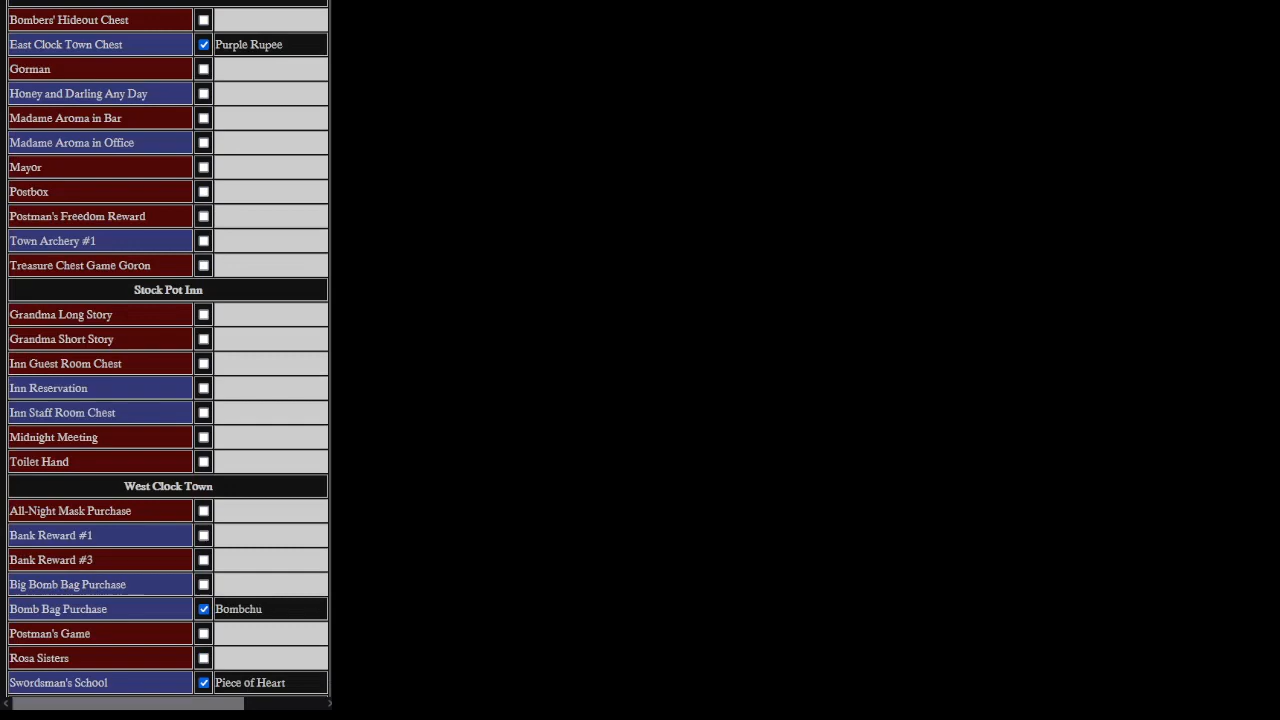 Bombers' Hideout Chest
East Clock Town Chest Purple Rupee
Gorman
Honey and Darling Any Day
Madame Aroma in Bar
Madame Aroma in Office
Mayor
Postbox
Postman's Freedom Reward
Town Archery #1
Treasure Chest Game Goron
Stock Pot Inn
Grandma Long Story
Grandma Short Story
Inn Guest Room Chest
Inn Reservation
Inn Staff Room Chest
Midnight Meeting
Toilet Hand
West Clock Town
All-Night Mask Purchase
Bank Reward #1
Bank Reward #3
Big Bomb Bag Purchase
Bomb Bag Purchase Bombchu
Postman's Game
Rosa Sisters
Swordsman's School Piece of Heart